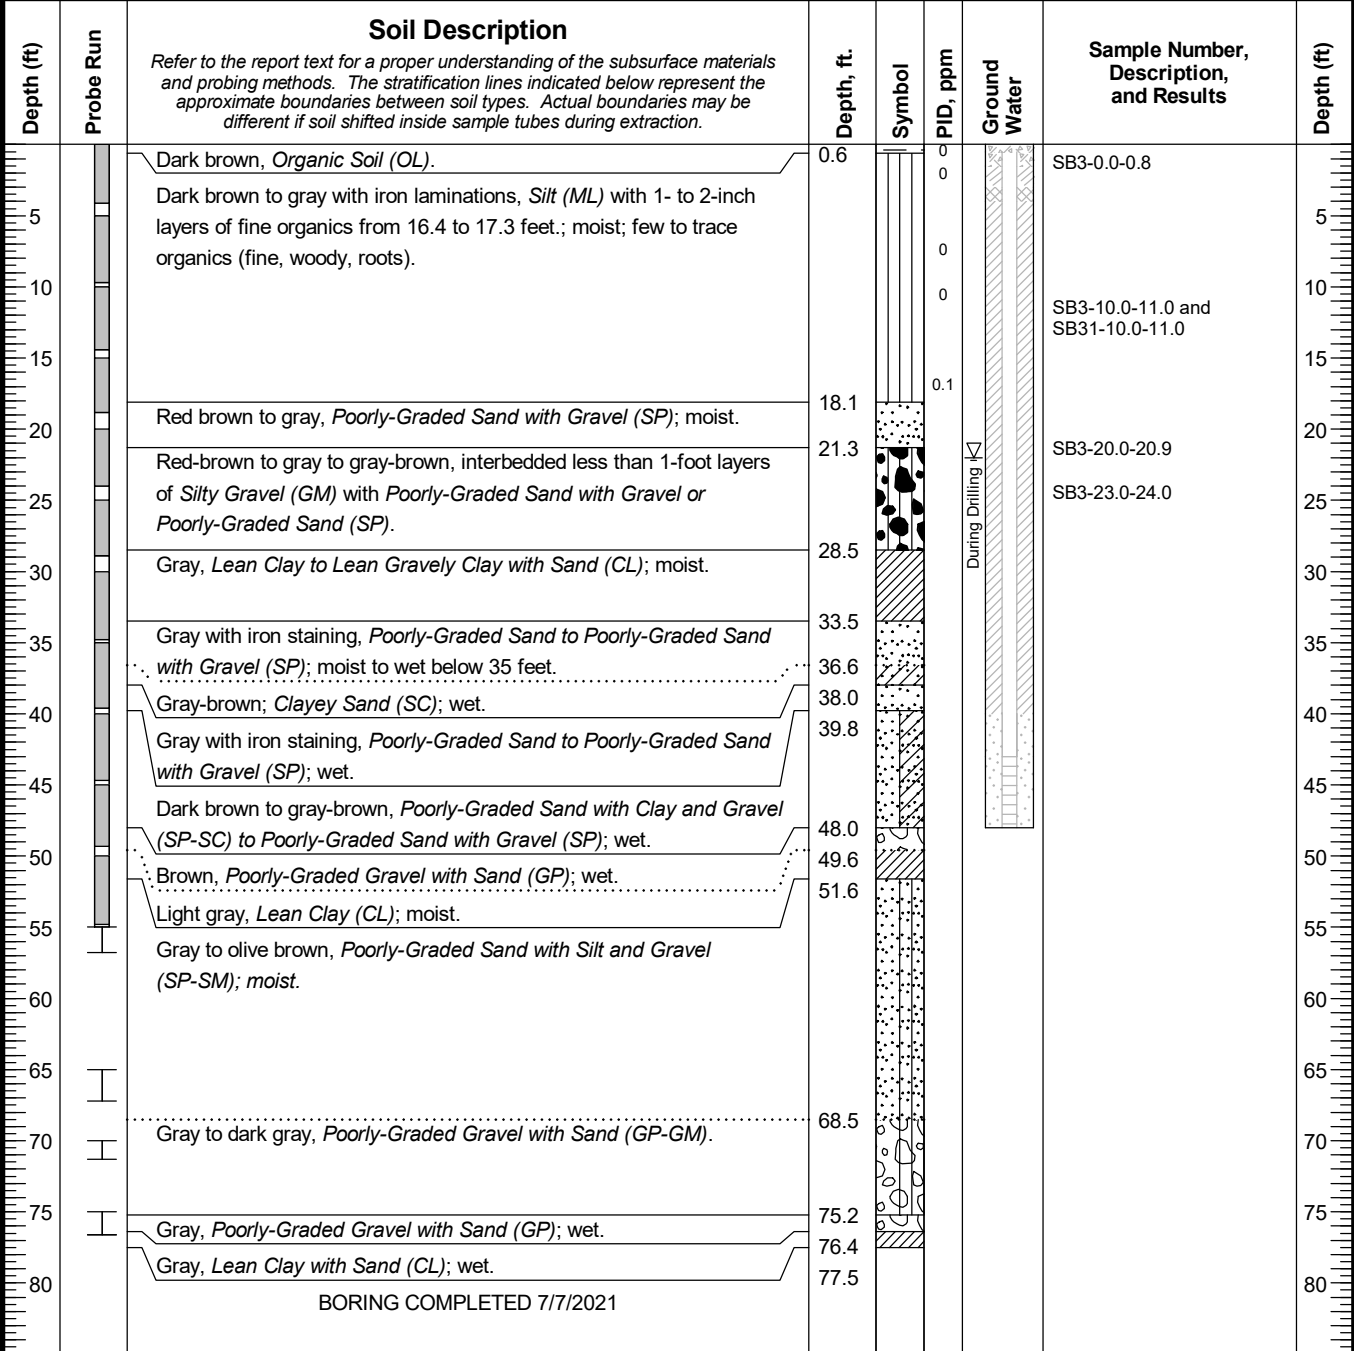 Depth (ft)
Probe Run
Soil Description
Refer to the report text for a proper understanding of the subsurface materials
and probing methods. The stratification lines indicated below represent the
approximate boundaries between soil types. Actual boundaries may be
different if soil shifted inside sample tubes during extraction.
Depth, ft.
Symbol
PID, ppm
Ground
Water
Sample Number,
Description,
and Results
Depth (ft)
Dark brown, Organic Soil (OL).
0.6
0
SB3-0.0-0.8
0
Dark brown to gray with iron laminations, Silt (ML) with 1- to 2-inch
layers of fine organics from 16.4 to 17.3 feet.; moist; few to trace
organics (fine, woody, roots).
5
0
5
10
0
10
SB3-10.0-11.0 and
SB31-10.0-11.0
15
15
0.1
18.1
Red brown to gray, Poorly-Graded Sand with Gravel (SP); moist.
20
20
21.3
SB3-20.0-20.9
Red-brown to gray to gray-brown, interbedded less than 1-foot layers
of Silty Gravel (GM) with Poorly-Graded Sand with Gravel or
Poorly-Graded Sand (SP).
During Drilling
SB3-23.0-24.0
25
25
28.5
Gray, Lean Clay to Lean Gravely Clay with Sand (CL); moist.
30
30
33.5
Gray with iron staining, Poorly-Graded Sand to Poorly-Graded Sand
with Gravel (SP); moist to wet below 35 feet.
35
35
36.6
Gray-brown; Clayey Sand (SC); wet.
38.0
40
39.8
40
Gray with iron staining, Poorly-Graded Sand to Poorly-Graded Sand
with Gravel (SP); wet.
45
45
Dark brown to gray-brown, Poorly-Graded Sand with Clay and Gravel
(SP-SC) to Poorly-Graded Sand with Gravel (SP); wet.
48.0
50
49.6
50
Brown, Poorly-Graded Gravel with Sand (GP); wet.
51.6
Light gray, Lean Clay (CL); moist.
55
55
Gray to olive brown, Poorly-Graded Sand with Silt and Gravel
(SP-SM); moist.
60
60
65
65
68.5
Gray to dark gray, Poorly-Graded Gravel with Sand (GP-GM).
70
70
75
75.2
75
Gray, Poorly-Graded Gravel with Sand (GP); wet.
76.4
Gray, Lean Clay with Sand (CL); wet.
77.5
80
80
BORING COMPLETED 7/7/2021